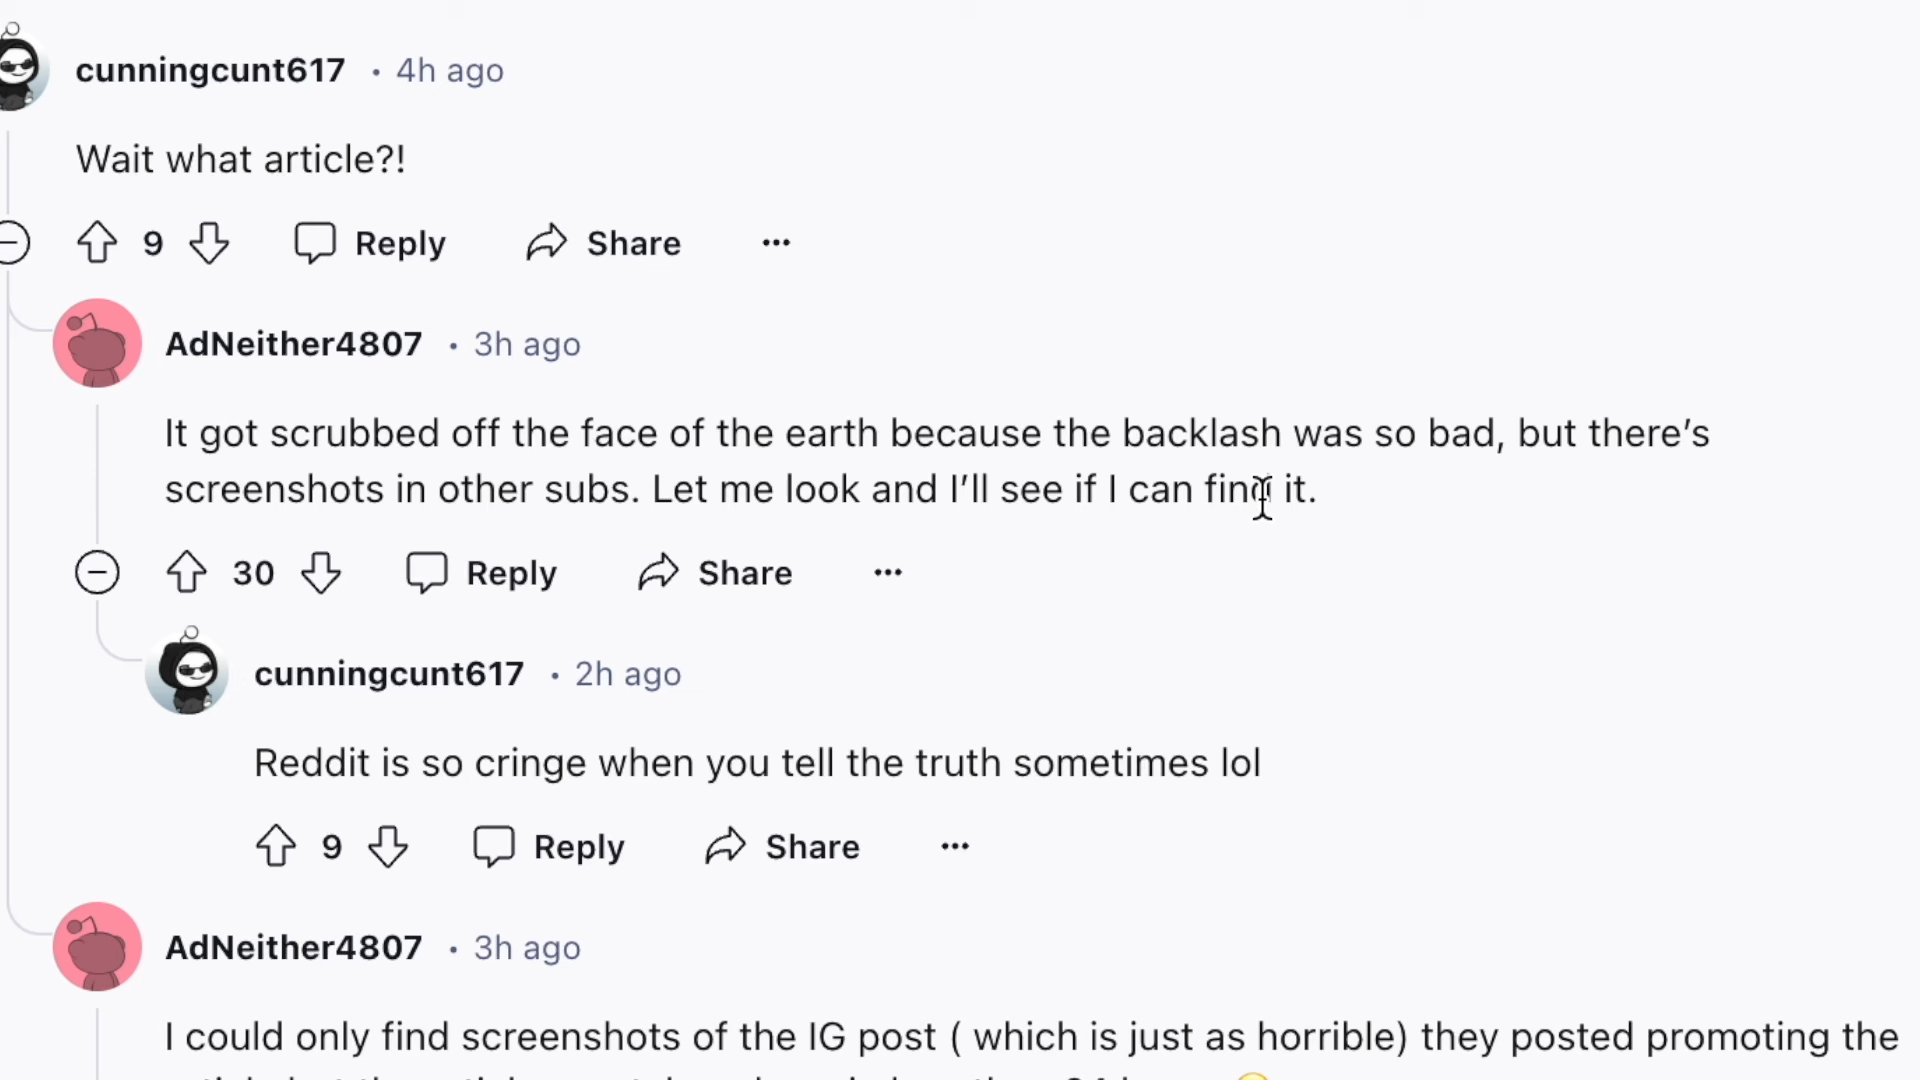 cunningcunt617 • 4h ago
Wait what article?!
9 Reply Share ...
AdNeither4807 • 3h ago
It got scrubbed off the face of the earth because the backlash was so bad, but there’s
screenshots in other subs. Let me look and I’ll see if I can find it.
30 Reply Share ...
cunningcunt617 • 2h ago
Reddit is so cringe when you tell the truth sometimes lol
9 Reply Share ...
AdNeither4807 • 3h ago
I could only find screenshots of the IG post ( which is just as horrible) they posted promoting the